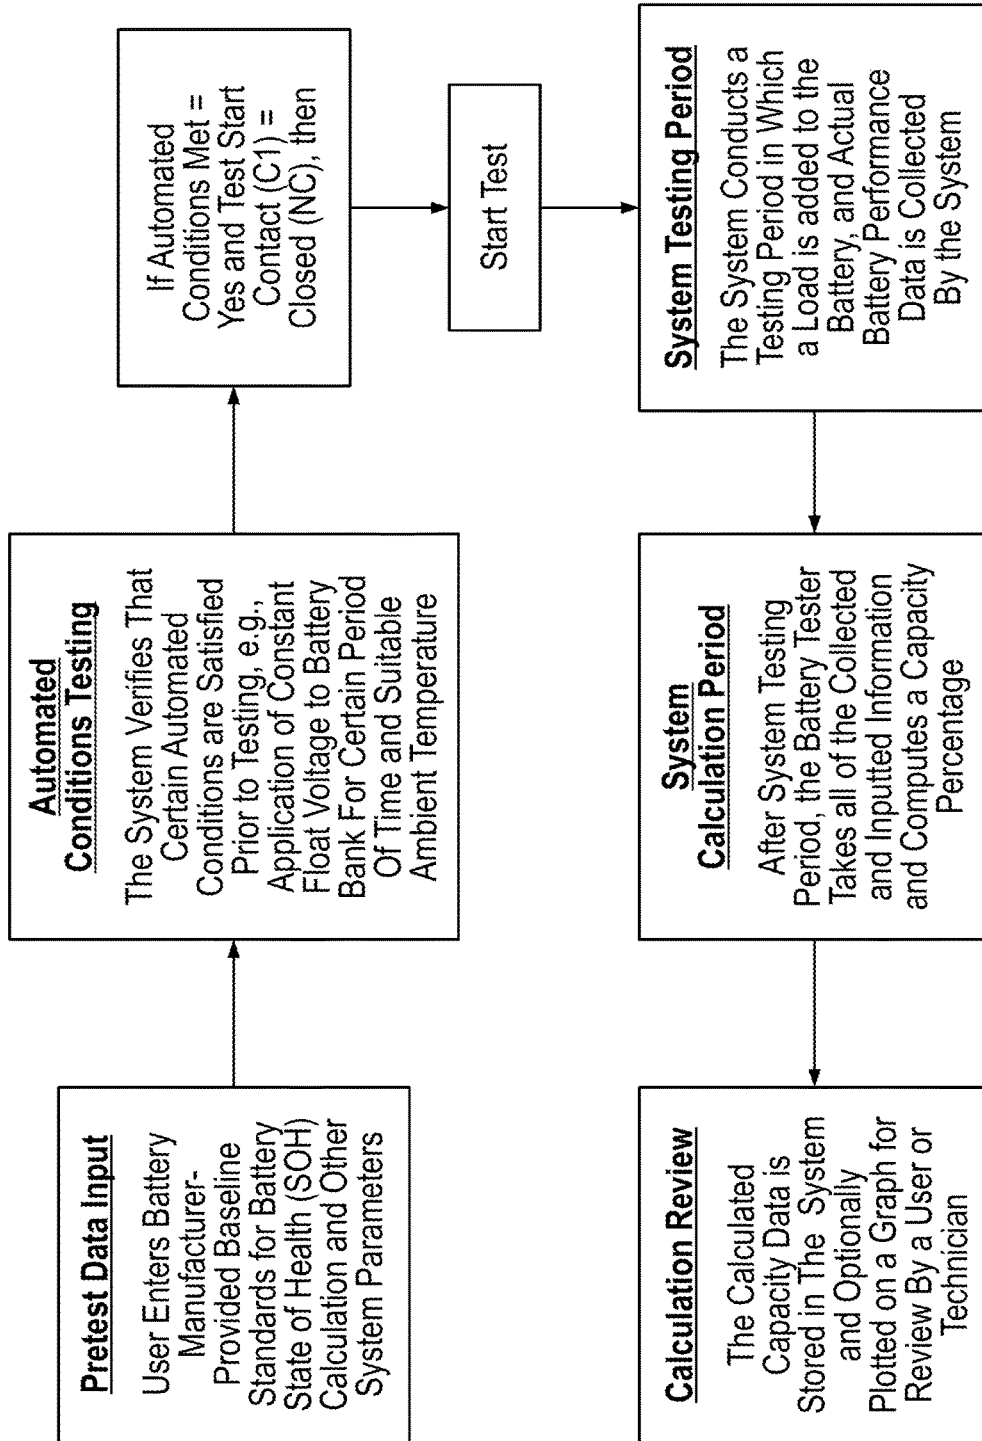 Pretest Data Input
User Enters Battery
Manufacturer-
Provided Baseline
Standards for Battery
State of Health (SOH)
Calculation and Other
System Parameters
Automated
Conditions Testing
The System Verifies That
Certain Automated
Conditions are Satisfied
Prior to Testing, e.g.,
Application of Constant
Float Voltage to Battery
Bank For Certain Period
Of Time and Suitable
Ambient Temperature
If Automated
Conditions Met =
Yes and Test Start
Contact (C1) =
Closed (NC), then
Start Test
System Testing Period
The System Conducts a
Testing Period in Which
a Load is added to the
Battery, and Actual
Battery Performance
Data is Collected
By the System
System
Calculation Period
After System Testing
Period, the Battery Tester
Takes all of the Collected
and Inputted Information
and Computes a Capacity
Percentage
Calculation Review
The Calculated
Capacity Data is
Stored in The System
and Optionally
Plotted on a Graph for
Review By a User or
Technician